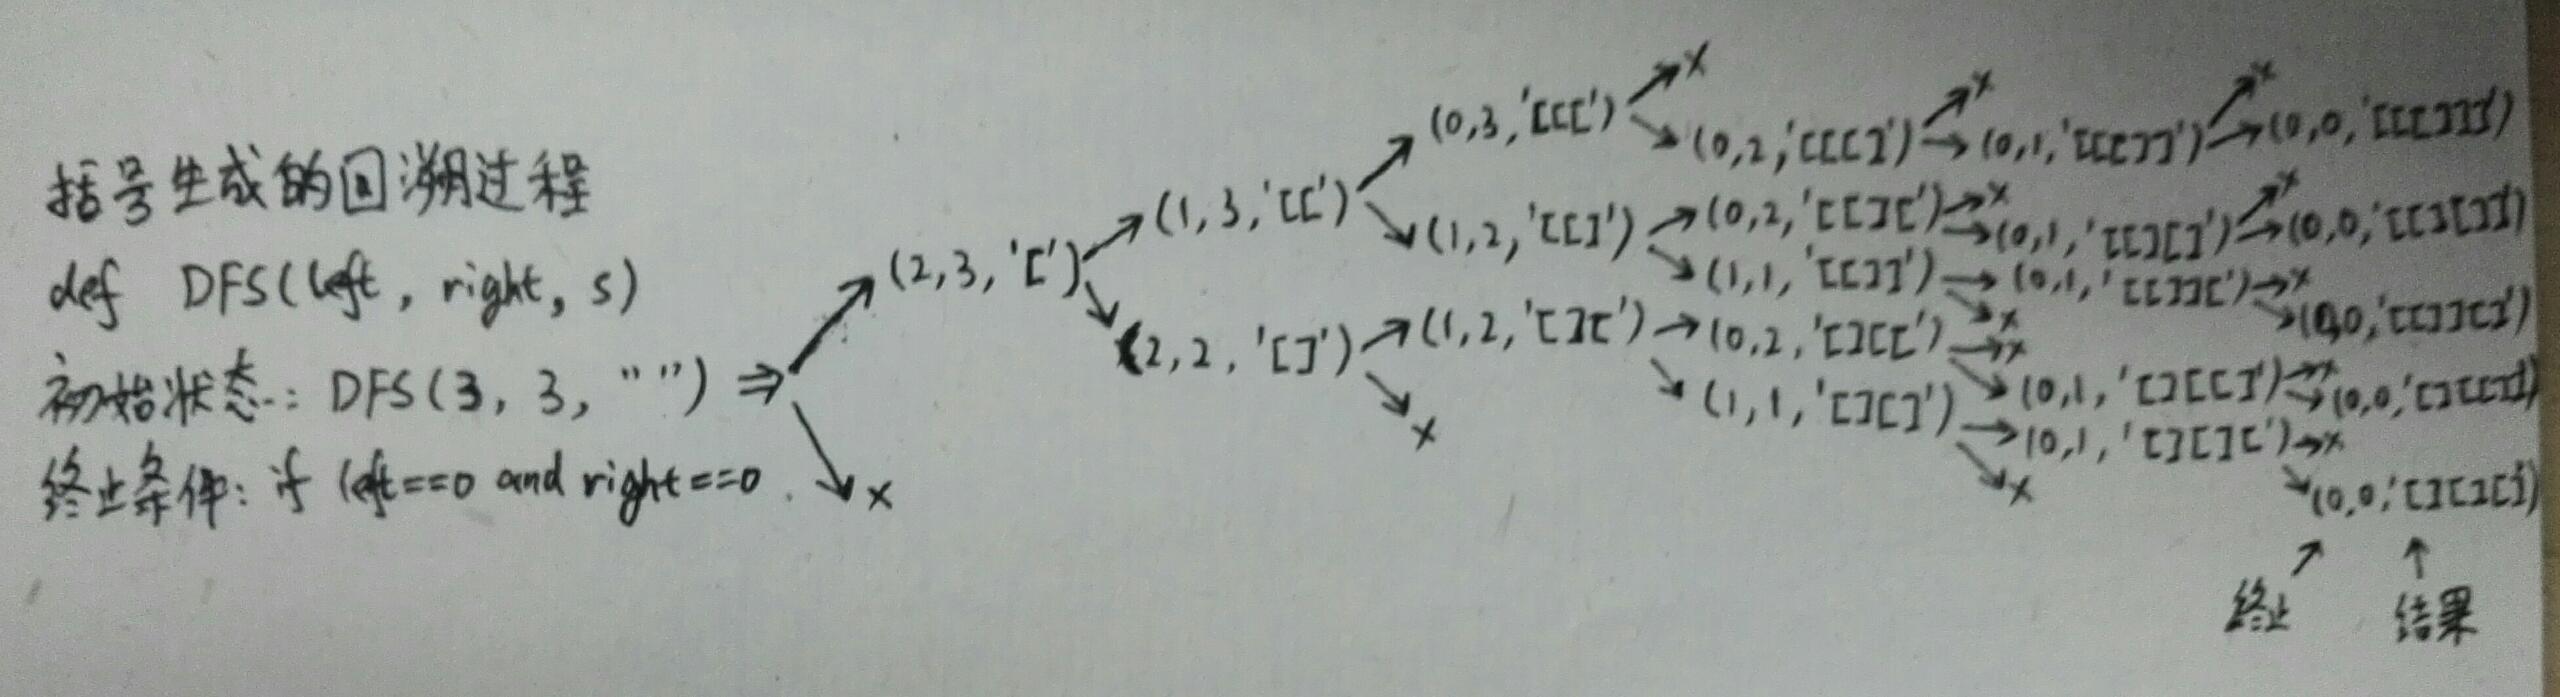 括号生成的回溯过程
def DFS(left, right, s)
初始状态: DFS(3, 3, "") ⇒
终止条件: if left==0 and right==0
x
(2,3,'[')
(1,3,'[[')
(2,2,'[]')
(0,3,'[[[')
x
(1,2,'[[]')
(1,2,'[][')
x
(0,2,'[[[]')
x
(0,2,'[[][')
(1,1,'[[]]')
(0,2,'[][[')
(1,1,'[][]')
(0,1,'[[[]]')
x
x
(0,1,'[[][]')
(0,1,'[[]][')
x
x
(0,1,'[][[]')
(0,1,'[][][')
x
x
(0,0,'[[[]]]')
x
(0,0,'[[][]]')
x
(0,0,'[[]][]')
x
(0,0,'[][[]]')
x
(0,0,'[][][]')
终止 结果